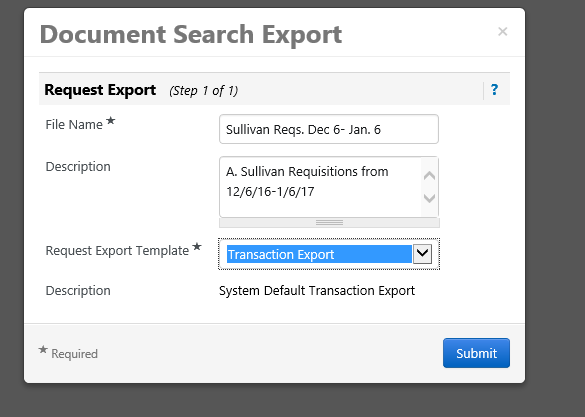 Document Search Export ×
Request Export (Step 1 of 1) ?
File Name ★ Sullivan Reqs. Dec 6- Jan. 6
Description A. Sullivan Requisitions from
12/6/16-1/6/17
Request Export Template ★ Transaction Export
Description System Default Transaction Export
★ Required Submit